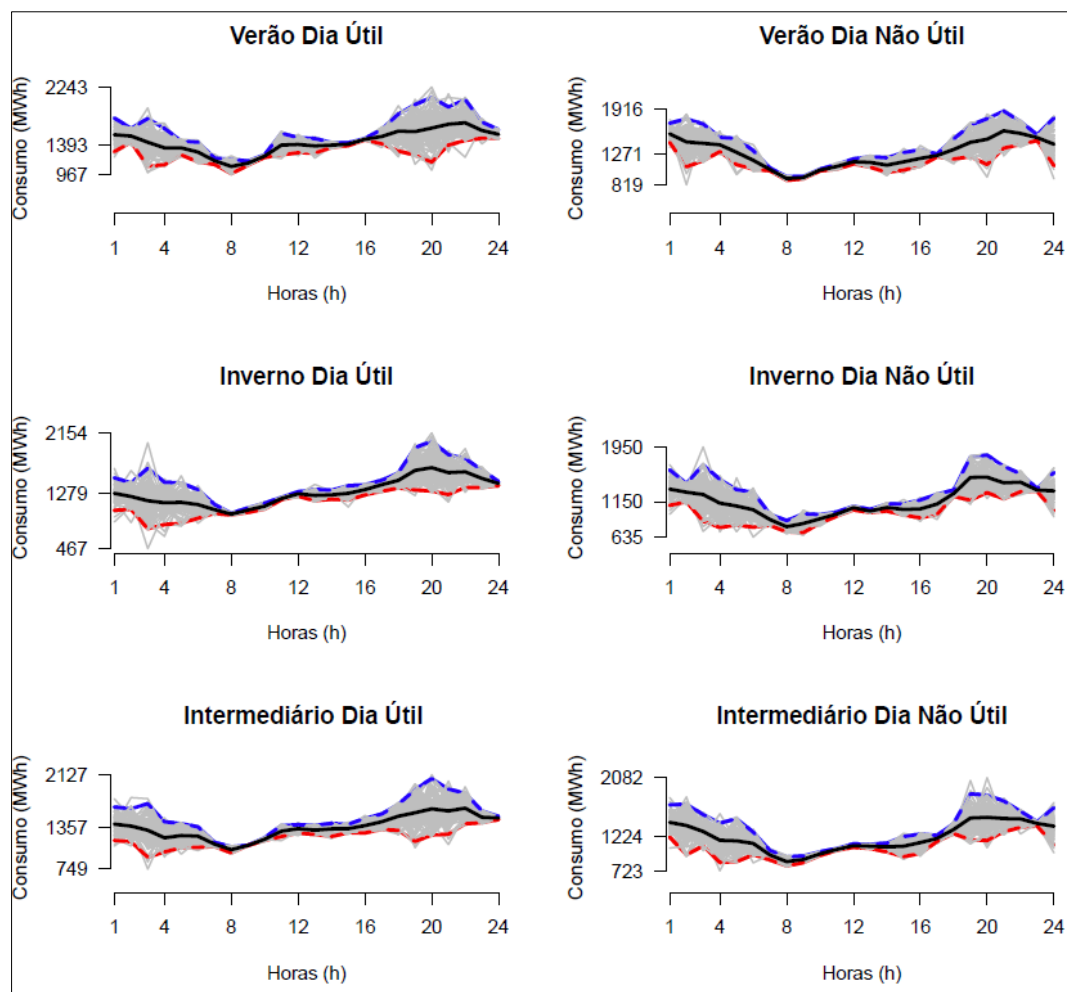 Verão Dia Útil
Consumo (MWh)
2243
1393
967
1 4 8 12 16 20 24
Horas (h)
Verão Dia Não Útil
Consumo (MWh)
1916
1271
819
1 4 8 12 16 20 24
Horas (h)
Inverno Dia Útil
Consumo (MWh)
2154
1279
467
1 4 8 12 16 20 24
Horas (h)
Inverno Dia Não Útil
Consumo (MWh)
1950
1150
635
1 4 8 12 16 20 24
Horas (h)
Intermediário Dia Útil
Consumo (MWh)
2127
1357
749
1 4 8 12 16 20 24
Horas (h)
Intermediário Dia Não Útil
Consumo (MWh)
2082
1224
723
1 4 8 12 16 20 24
Horas (h)